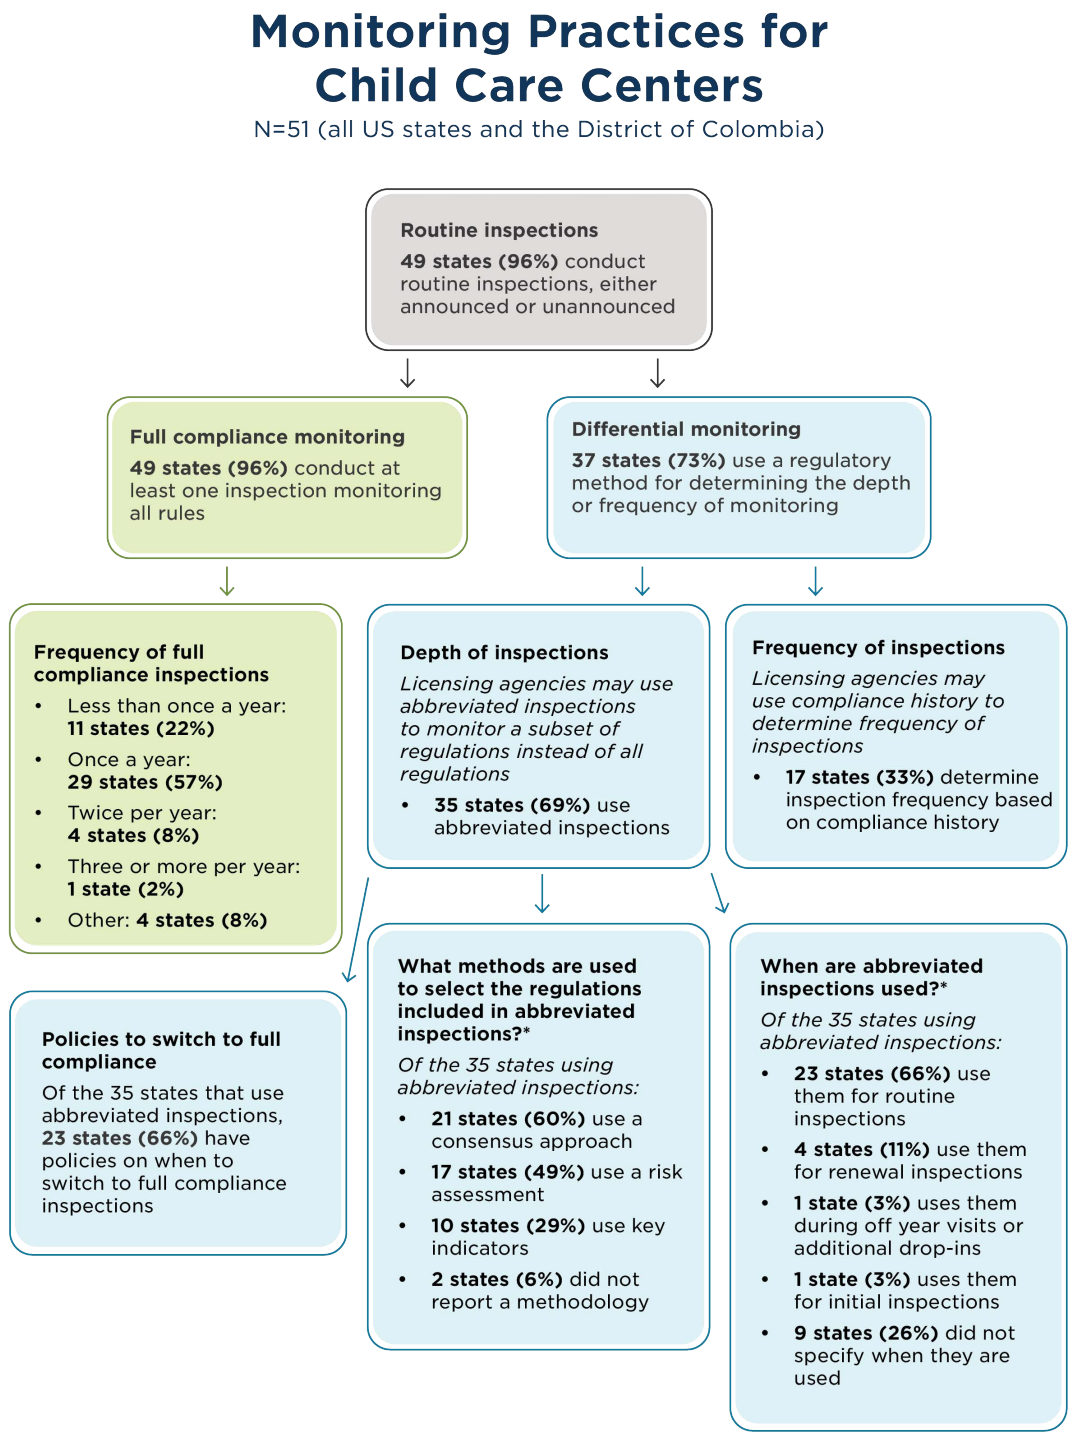 Monitoring Practices for
Child Care Centers
N=51 (all US states and the District of Colombia)
Routine inspections
49 states (96%) conduct
routine inspections, either
announced or unannounced
Full compliance monitoring
49 states (96%) conduct at
least one inspection monitoring
all rules
Differential monitoring
37 states (73%) use a regulatory
method for determining the depth
or frequency of monitoring
Frequency of full
compliance inspections
• Less than once a year:
11 states (22%)
• Once a year:
29 states (57%)
• Twice per year:
4 states (8%)
• Three or more per year:
1 state (2%)
• Other: 4 states (8%)
Depth of inspections
Licensing agencies may use
abbreviated inspections
to monitor a subset of
regulations instead of all
regulations
• 35 states (69%) use
abbreviated inspections
Frequency of inspections
Licensing agencies may
use compliance history to
determine frequency of
inspections
• 17 states (33%) determine
inspection frequency based
on compliance history
Policies to switch to full
compliance
Of the 35 states that use
abbreviated inspections,
23 states (66%) have
policies on when to
switch to full compliance
inspections
What methods are used
to select the regulations
included in abbreviated
inspections?*
Of the 35 states using
abbreviated inspections:
• 21 states (60%) use a
consensus approach
• 17 states (49%) use a risk
assessment
• 10 states (29%) use key
indicators
• 2 states (6%) did not
report a methodology
When are abbreviated
inspections used?*
Of the 35 states using
abbreviated inspections:
• 23 states (66%) use
them for routine
inspections
• 4 states (11%) use them
for renewal inspections
• 1 state (3%) uses them
during off year visits or
additional drop-ins
• 1 state (3%) uses them
for initial inspections
• 9 states (26%) did not
specify when they are
used